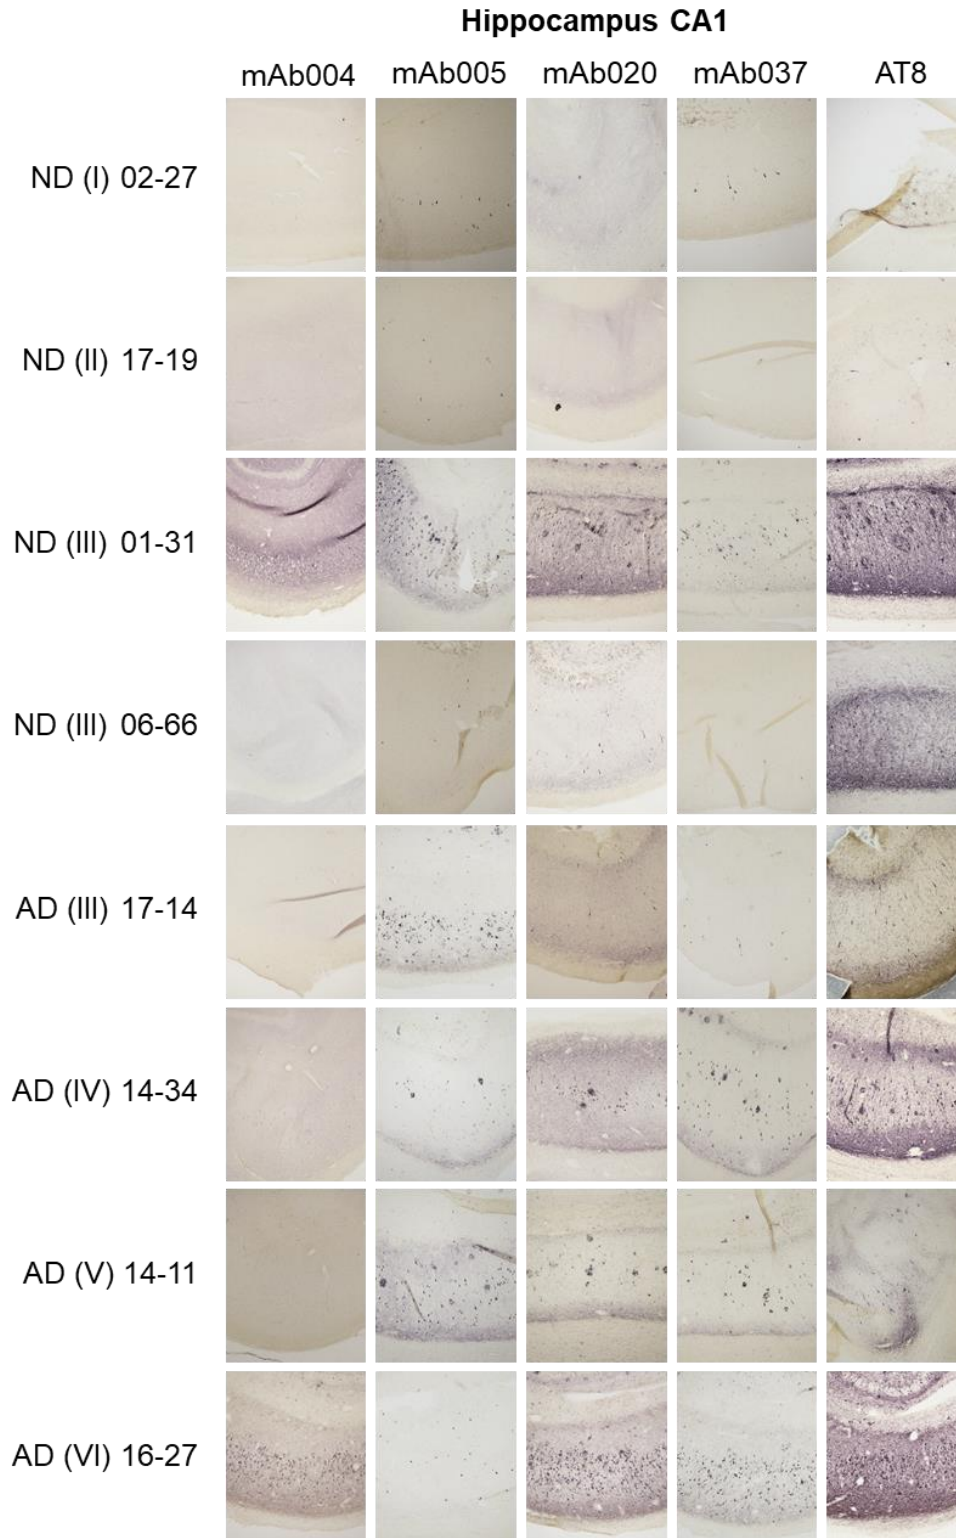 Hippocampus CA1
mAb004 mAb005 mAb020 mAb037 AT8
ND (I) 02-27
ND (II) 17-19
ND (III) 01-31
ND (III) 06-66
AD (III) 17-14
AD (IV) 14-34
AD (V) 14-11
AD (VI) 16-27